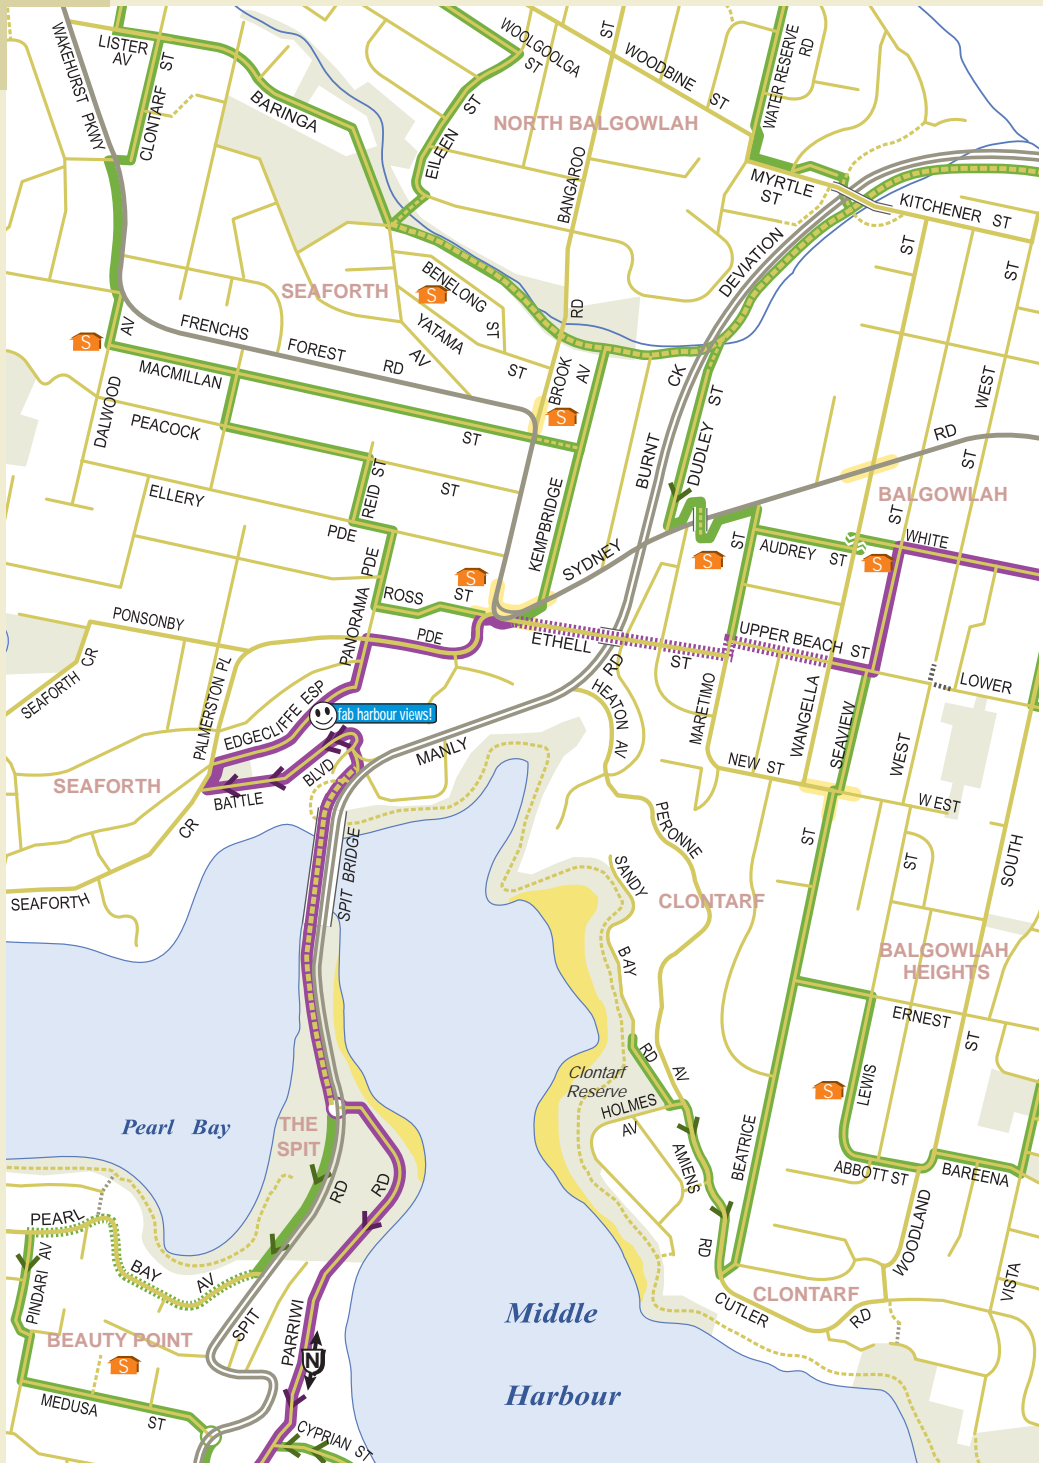 WAKEHURST PKWY
LISTER
AV
CLONTARF ST
BARINGA
WOOLGOOLGA
ST
ST
WOODBINE ST
WATER RESERVE
RD
EILEEN ST
NORTH BALGOWLAH
BANGAROO
MYRTLE
ST
KITCHENER ST
ST
ST
DEVIATION
SEAFORTH
S
BENELONG
ST
YATAMA
AV
ST
RD
FRENCHS FOREST RD
AV
S
MACMILLAN ST
DALWOOD
PEACOCK ST
BROOK
AV
S
CK
BURNT
DUDLEY ST
WEST
ST
RD
BALGOWLAH
ELLERY
PDE
REID ST
PDE
KEMPBRIDGE
SYDNEY
ST
WHITE
AUDREY ST
ST
S
S
S
ROSS ST
PONSONBY
PANORAMA
PDE
ETHELL
ST
UPPER BEACH ST
LOWER
SEAFORTH CR
PALMERSTON PL
EDGECLIFFE ESP
fab harbour views!
RD
HEATON AV
MARETIMO
WANGELLA
SEAVIEW
WEST
MANLY
SEAFORTH
BATTLE
BLVD
NEW ST
WEST
CR
SPIT BRIDGE
PERONNE
ST
ST
SOUTH
SEAFORTH
SANDY
CLONTARF
BAY
BALGOWLAH
HEIGHTS
ERNEST
ST
RD
AV
Clontarf
Reserve
HOLMES
AV
S
LEWIS
Pearl Bay
THE
SPIT
AMIENS
BEATRICE
ABBOTT ST
BAREENA
RD
RD
PEARL
BAY
AV
AV
PINDARI
RD
WOODLAND
VISTA
CLONTARF
CUTLER
RD
Middle
Harbour
BEAUTY POINT
S
SPIT
PARRIWI
N
MEDUSA
ST
CYPRIAN ST